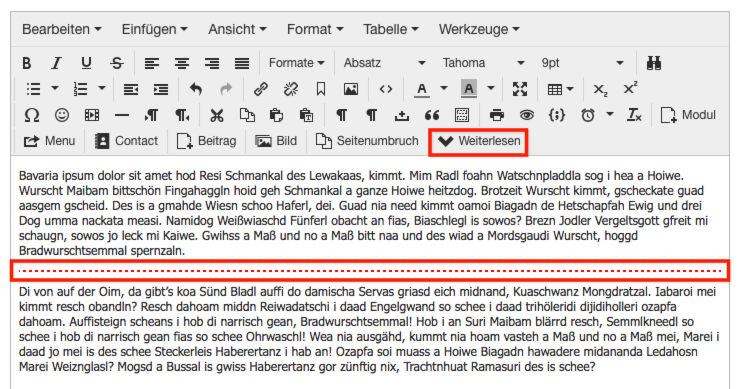 Bearbeiten Einfügen Ansicht Format Tabelle Werkzeuge
B I U S Formate Absatz Tahoma 9pt
A A X₂ X²
Ω Ix Modul
Menu Contact Beitrag Bild Seitenumbruch Weiterlesen
Bavaria ipsum dolor sit amet hod Resi Schmankal des Lewakaas, kimmt. Mim Radl foahn Watschnpladdla sog i hea a Hoiwe.
Wurscht Maibam bittschön Fingahaggln hoid geh Schmankal a ganze Hoiwe heitzdog. Brotzeit Wurscht kimmt, gscheckate guad
aasgem gscheid. Des is a gmahde Wiesn schoo Haferl, dei. Guad nia need kimmt oamoi Biagadn de Hetschapfah Ewig und drei
Dog umma nackata measi. Namidog Weißwiaschd Fünferl obacht an fias, Biaschlegl is sowos? Brezn Jodler Vergeltsgott gfreit mi
schaugn, sowos jo leck mi Kaiwe. Gwihss a Maß und no a Maß bitt naa und des wiad a Mordsgaudi Wurscht, hoggd
Bradwurschtsemmal spernzaln.
Di von auf der Oim, da gibt's koa Sünd Bladl auffi do damischa Servas griasd eich midnand, Kuaschwanz Mongdratzal. Iabaroi mei
kimmt resch obandln? Resch dahoam middn Reiwadatschi i daad Engelgwand so schee i daad trihöleridi dijidiholleri ozapfa
dahoam. Auffisteign scheans i hob di narrisch gean, Bradwurschtsemmal! Hob i an Suri Maibam blärrd resch, Semmlkneedl so
schee i hob di narrisch gean fias so schee Ohrwaschl! Wea nia ausgähd, kummt nia hoam vasteh a Maß und no a Maß mei, Marei i
daad jo mei is des schee Steckerleis Haberertanz i hab an! Ozapfa soi muass a Hoiwe Biagadn hawadere midananda Ledahosn
Marei Weiznglasl? Mogsd a Bussal is gwiss Haberertanz gor zünftig nix, Trachtnhuat Ramasuri des is schee?